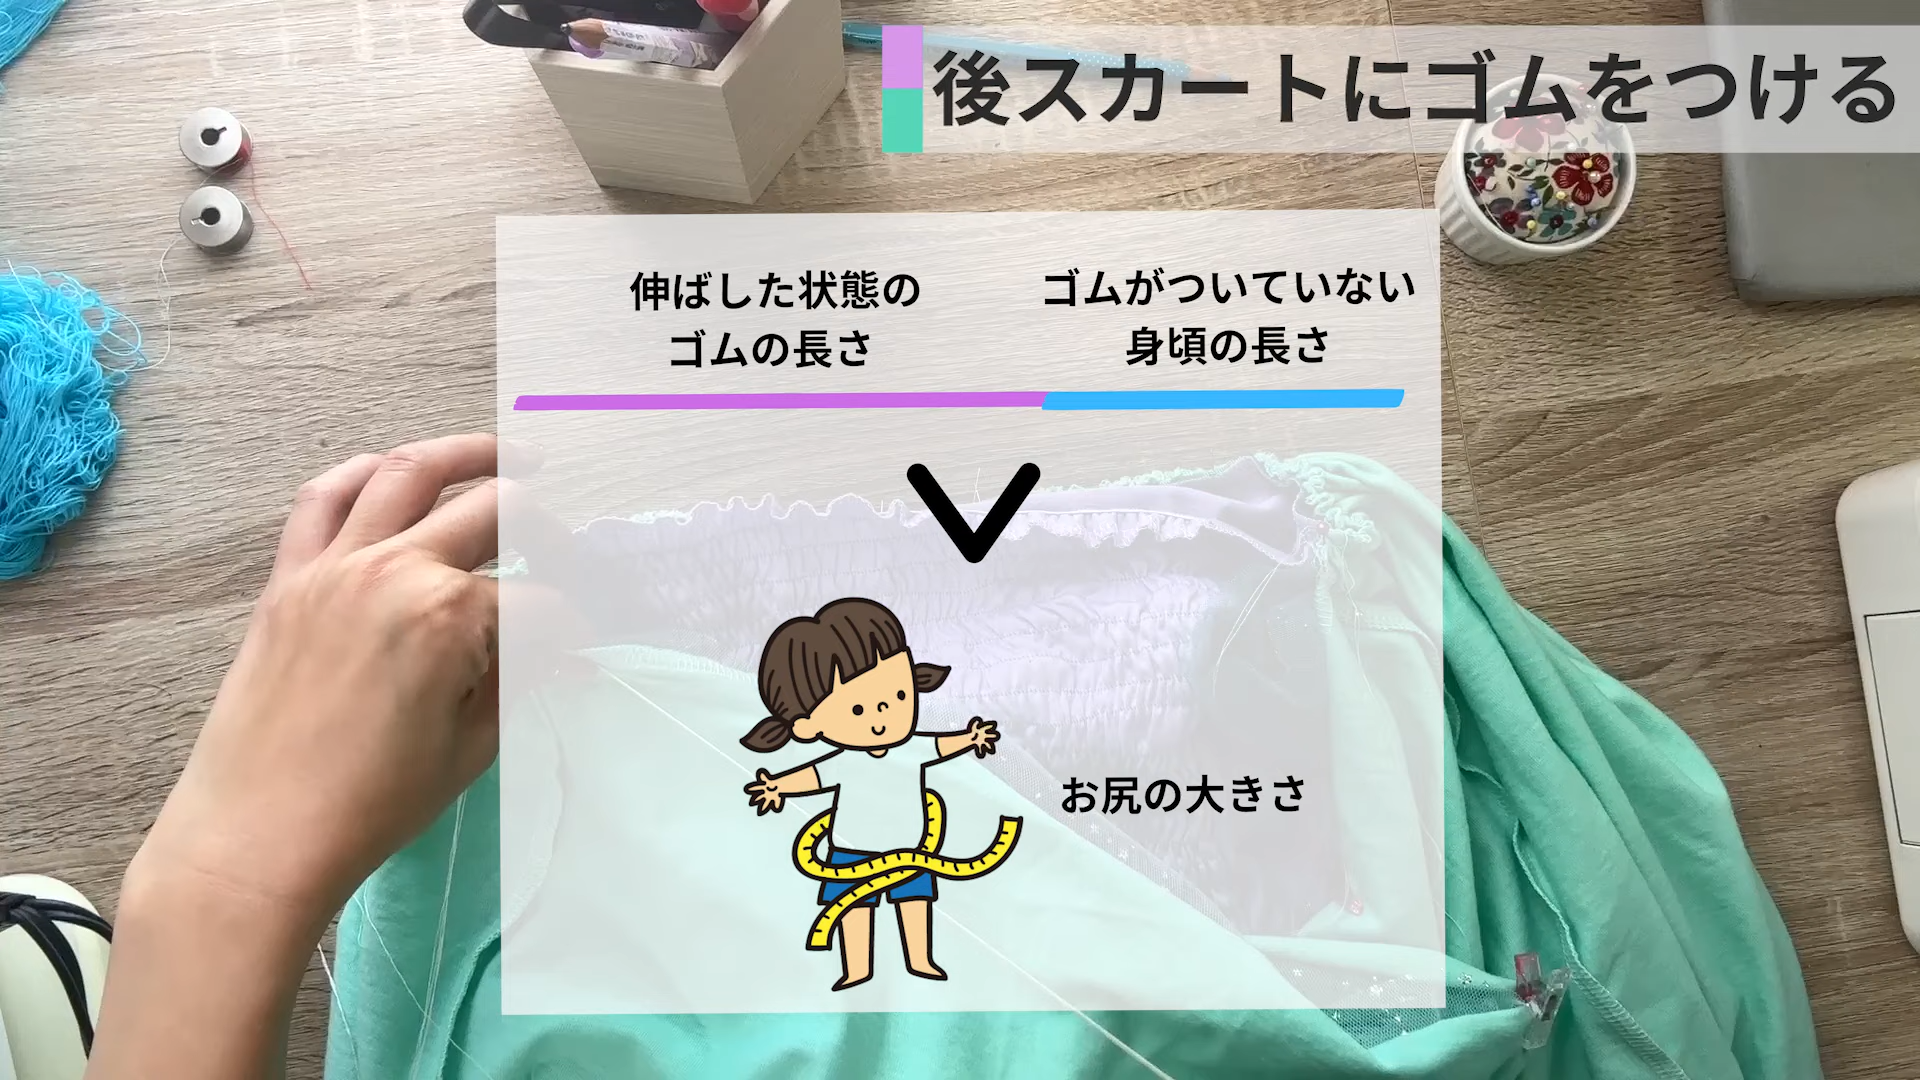 後スカートにゴムをつける
伸ばした状態の
ゴムの長さ
ゴムがついていない
身頃の長さ
お尻の大きさ